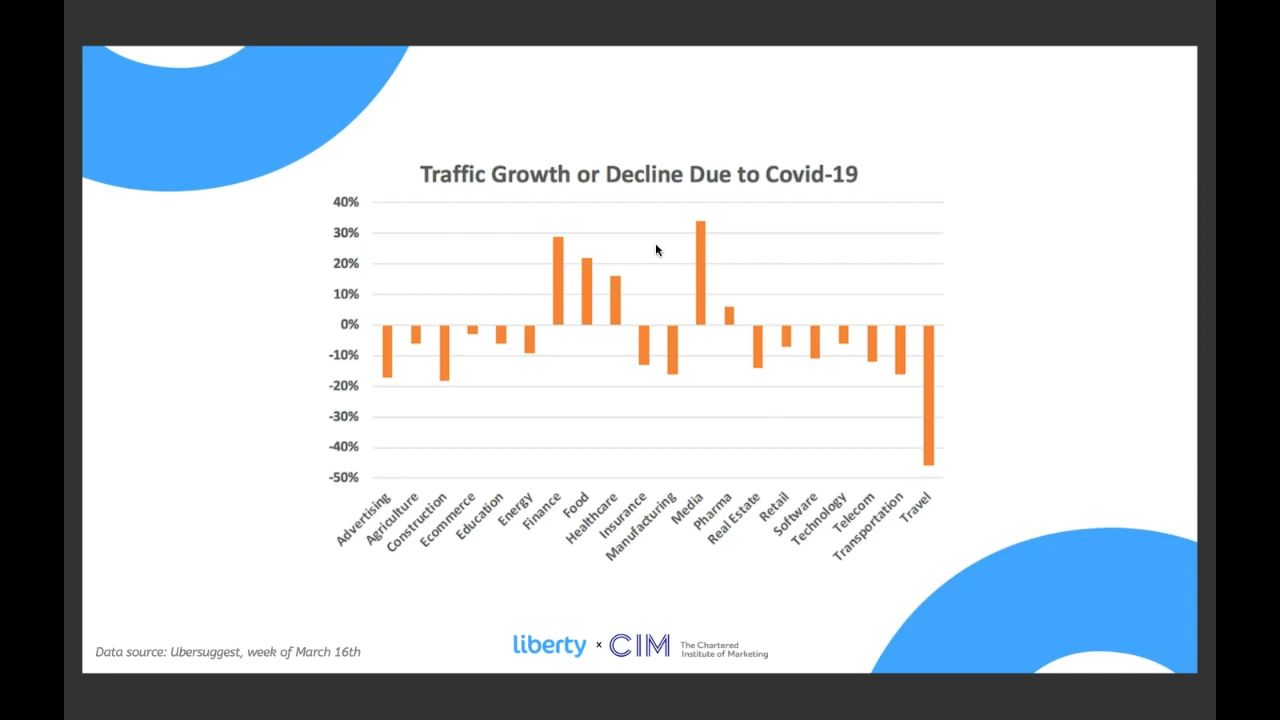 Traffic Growth or Decline Due to Covid-19
40%
30%
20%
10%
0%
-10%
-20%
-30%
-40%
-50%
Advertising
Agriculture
Construction
Ecommerce
Education
Energy
Finance
Food
Healthcare
Insurance
Manufacturing
Media
Pharma
Real Estate
Retail
Software
Technology
Telecom
Transportation
Travel
Data source: Ubersuggest, week of March 16th
liberty x CIM The Chartered
Institute of Marketing